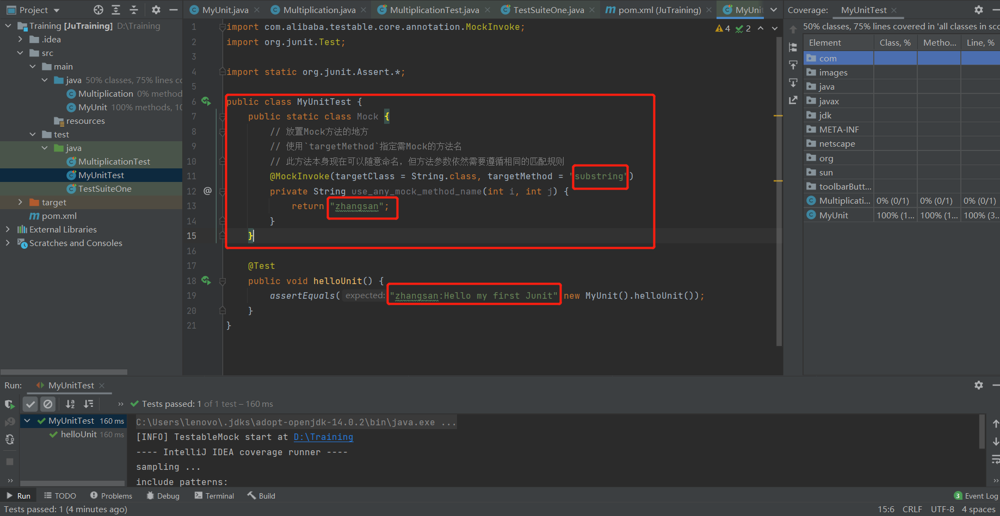 Project
MyUnit.java
Multiplication.java
MultiplicationTest.java
TestSuiteOne.java
pom.xml (JuTraining)
MyUni
Coverage:
MyUnitTest
Training [JuTraining] D:\Training
.idea
src
main
java 50% classes, 75% lines co
Multiplication 0% method
MyUnit 100% methods, 10
resources
test
java
MultiplicationTest
MyUnitTest
TestSuiteOne
target
pom.xml
External Libraries
Scratches and Consoles
4 2
1 import com.alibaba.testable.core.annotation.MockInvoke;
2 import org.junit.Test;
3
4 import static org.junit.Assert.*;
5
6 public class MyUnitTest {
7 public static class Mock {
8 // 放置Mock方法的地方
9 // 使用`targetMethod`指定需Mock的方法名
10 // 此方法本身现在可以随意命名，但方法参数依然需要遵循相同的匹配规则
11 @MockInvoke(targetClass = String.class, targetMethod = "substring")
12 @ private String use_any_mock_method_name(int i, int j) {
13 return "zhangsan";
14 }
15 }
16
17 @Test
18 public void helloUnit() {
19 assertEquals( expected: "zhangsan:Hello my first Junit" new MyUnit().helloUnit());
20 }
21 }
50% classes, 75% lines covered in 'all classes in sco
Element Class, % Metho... Line, %
com
images
java
javax
jdk
META-INF
netscape
org
sun
toolbarButt...
Multiplicati... 0% (0/1) 0% (0/1) 0% (0/1)
MyUnit 100% (1... 100% (1... 100% (3...
Run: MyUnitTest
» Tests passed: 1 of 1 test – 160 ms
MyUnitTest 160 ms
helloUnit 160 ms
C:\Users\lenovo\.jdks\adopt-openjdk-14.0.2\bin\java.exe ...
[INFO] TestableMock start at D:\Training
---- IntelliJ IDEA coverage runner ----
sampling ...
include patterns:
Run TODO Problems Debug Terminal Build
3 Event Log
Tests passed: 1 (4 minutes ago)
15:6 CRLF UTF-8 4 spaces